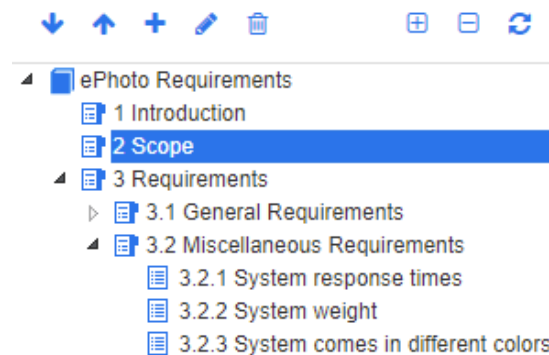 ePhoto Requirements
1 Introduction
2 Scope
3 Requirements
3.1 General Requirements
3.2 Miscellaneous Requirements
3.2.1 System response times
3.2.2 System weight
3.2.3 System comes in different colors